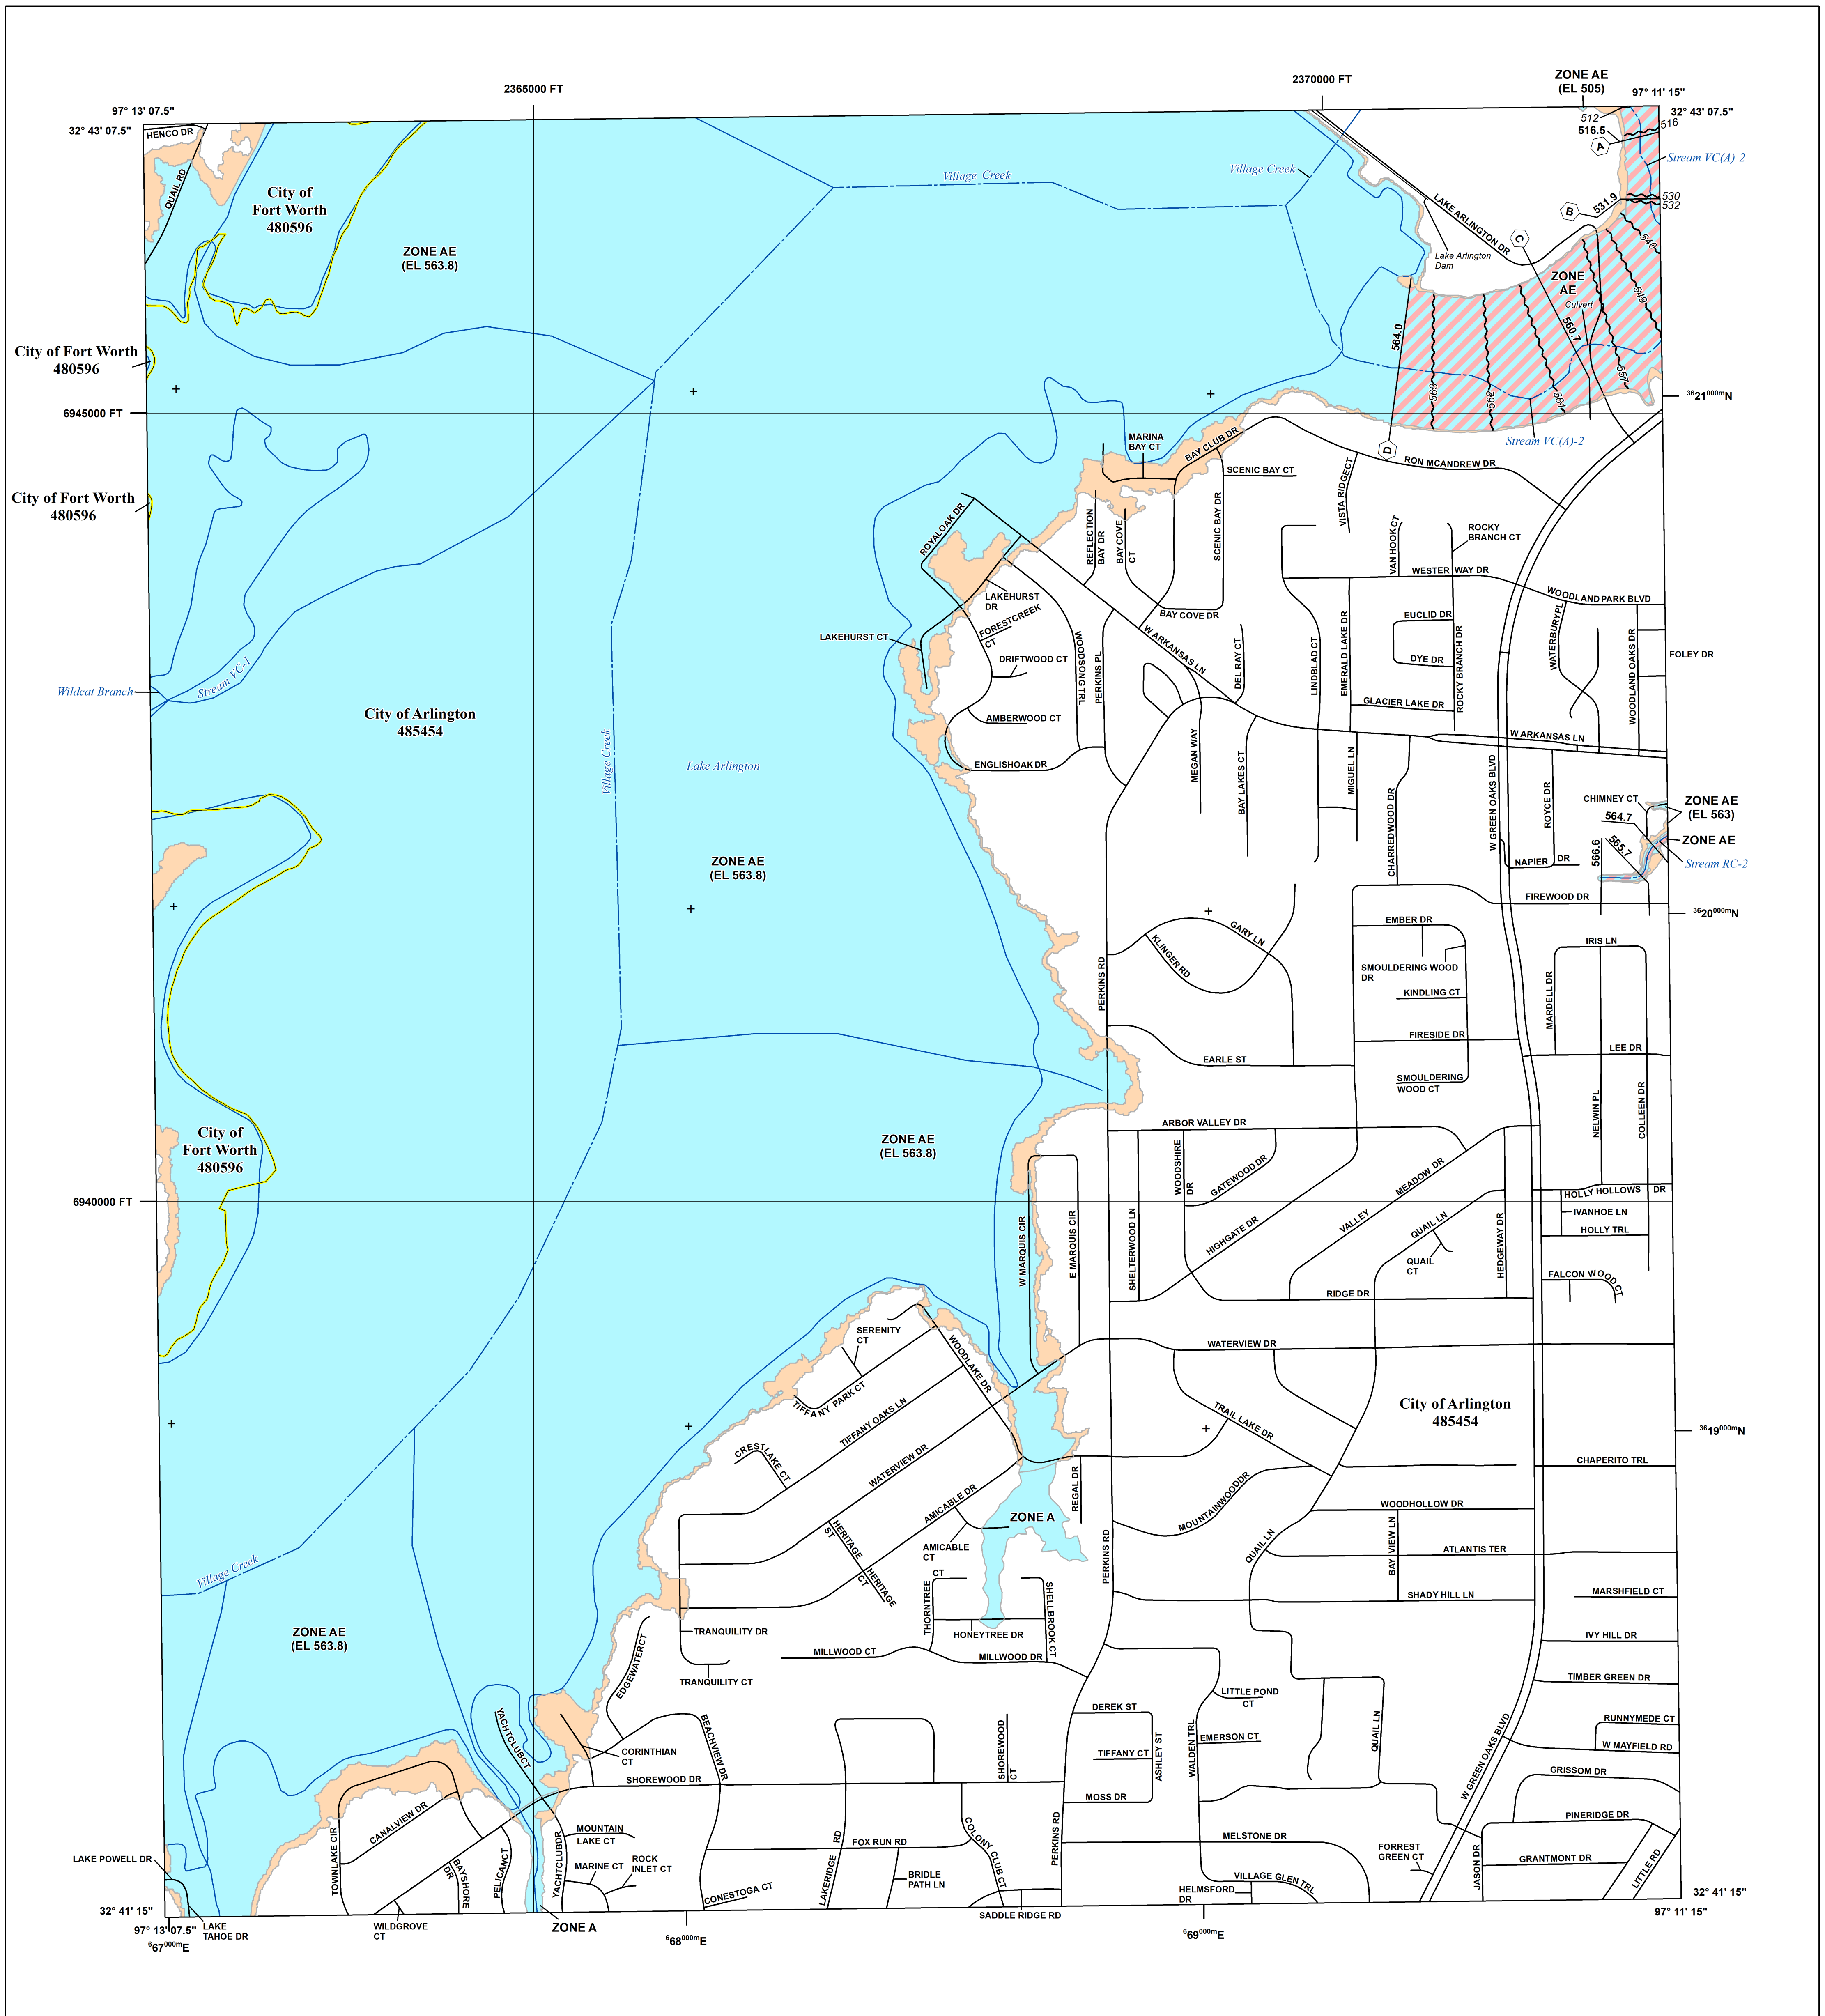 2365000 FT
2370000 FT
ZONE AE
(EL 505)
97° 13' 07.5"
32° 43' 07.5"
97° 11' 15"
32° 43' 07.5"
HENCO DR
QUAIL RD
City of
Fort Worth
480596
ZONE AE
(EL 563.8)
Village Creek
Village Creek
512
516.5
516
A
Stream VC(A)-2
530
532
531.9
B
C
LAKE ARLINGTON DR
Lake Arlington
Dam
ZONE
AE
Culvert
546
549
557
560.7
561
562
563
564.0
D
Stream VC(A)-2
City of Fort Worth
480596
6945000 FT
3621000mN
City of Fort Worth
480596
MARINA
BAY CT
BAY CLUB DR
SCENIC BAY CT
RON MCANDREW DR
VISTA RIDGECT
ROYALOAK DR
REFLECTION
BAY DR
BAY COVE
CT
SCENIC BAY DR
VAN HOOK CT
ROCKY
BRANCH CT
WESTER WAY DR
WOODLAND PARK BLVD
LAKEHURST
DR
FORESTCREEK
CT
BAY COVE DR
EUCLID DR
LAKEHURST CT
DRIFTWOOD CT
WOODSONG TRL
PERKINS PL
W ARKANSAS LN
DEL RAY CT
LINDBLAD CT
EMERALD LAKE DR
DYE DR
ROCKY BRANCH DR
WATERBURYPL
WOODLAND OAKS DR
FOLEY DR
Wildcat Branch
Stream VC-1
GLACIER LAKE DR
AMBERWOOD CT
City of Arlington
485454
Village Creek
Lake Arlington
ENGLISHOAK DR
MEGAN WAY
BAY LAKES CT
MIGUEL LN
W ARKANSAS LN
W GREEN OAKS BLVD
CHARREDWOOD DR
ROYCE DR
CHIMNEY CT
ZONE AE
(EL 563)
564.7
565.7
566.6
ZONE AE
Stream RC-2
NAPIER DR
ZONE AE
(EL 563.8)
FIREWOOD DR
3620000mN
EMBER DR
GARY LN
KLINGER RD
IRIS LN
SMOULDERING WOOD
DR
PERKINS RD
KINDLING CT
MARDELL DR
FIRESIDE DR
LEE DR
EARLE ST
SMOULDERING
WOOD CT
NELWIN PL
COLLEEN DR
ARBOR VALLEY DR
City of
Fort Worth
480596
ZONE AE
(EL 563.8)
WOODSHIRE
DR
GATEWOOD DR
VALLEY MEADOW DR
HOLLY HOLLOWS DR
6940000 FT
IVANHOE LN
HOLLY TRL
W MARQUIS CIR
E MARQUIS CIR
SHELTERWOOD LN
HIGHGATE DR
QUAIL LN
QUAIL
CT
HEDGEWAY DR
FALCON WOOD CT
RIDGE DR
SERENITY
CT
WOODLAKE DR
WATERVIEW DR
TIFFANY PARK CT
TIFFANY OAKS LN
City of Arlington
485454
TRAIL LAKE DR
3619000mN
CRESTLAKE CT
WATERVIEW DR
CHAPERITO TRL
AMICABLE DR
REGAL DR
MOUNTAINWOODDR
WOODHOLLOW DR
ZONE A
HERITAGE
ST
HERITAGE
CT
AMICABLE
CT
QUAIL LN
BAY VIEW LN
ATLANTIS TER
PERKINS RD
Village Creek
THORNTREE
CT
SHELLBROOK CT
SHADY HILL LN
MARSHFIELD CT
ZONE AE
(EL 563.8)
TRANQUILITY DR
HONEYTREE DR
IVY HILL DR
EDGEWATERCT
MILLWOOD CT
MILLWOOD DR
TRANQUILITY CT
TIMBER GREEN DR
LITTLE POND
CT
YACHTCLUBCT
BEACHVIEW DR
DEREK ST
QUAIL LN
RUNNYMEDE CT
CORINTHIAN
CT
SHOREWOOD
CT
TIFFANY CT
ASHLEY ST
WALDEN TRL
EMERSON CT
W GREEN OAKS BLVD
W MAYFIELD RD
SHOREWOOD DR
GRISSOM DR
MOSS DR
CANALVIEW DR
PINERIDGE DR
TOWNLAKE CIR
MOUNTAIN
LAKE CT
FOX RUN RD
COLONY CLUB CT
PERKINS RD
MELSTONE DR
FORREST
GREEN CT
LAKE POWELL DR
BAYSHORE
DR
PELICANCT
YACHTCLUBDR
MARINE CT
ROCK
INLET CT
LAKERIDGE RD
BRIDLE
PATH LN
VILLAGE GLEN TRL
JASON DR
GRANTMONT DR
LITTLE RD
CONESTOGA CT
HELMSFORD
DR
SADDLE RIDGE RD
32° 41' 15"
32° 41' 15"
97° 13' 07.5"
LAKE
TAHOE DR
WILDGROVE
CT
ZONE A
97° 11' 15"
667000mE
668000mE
669000mE